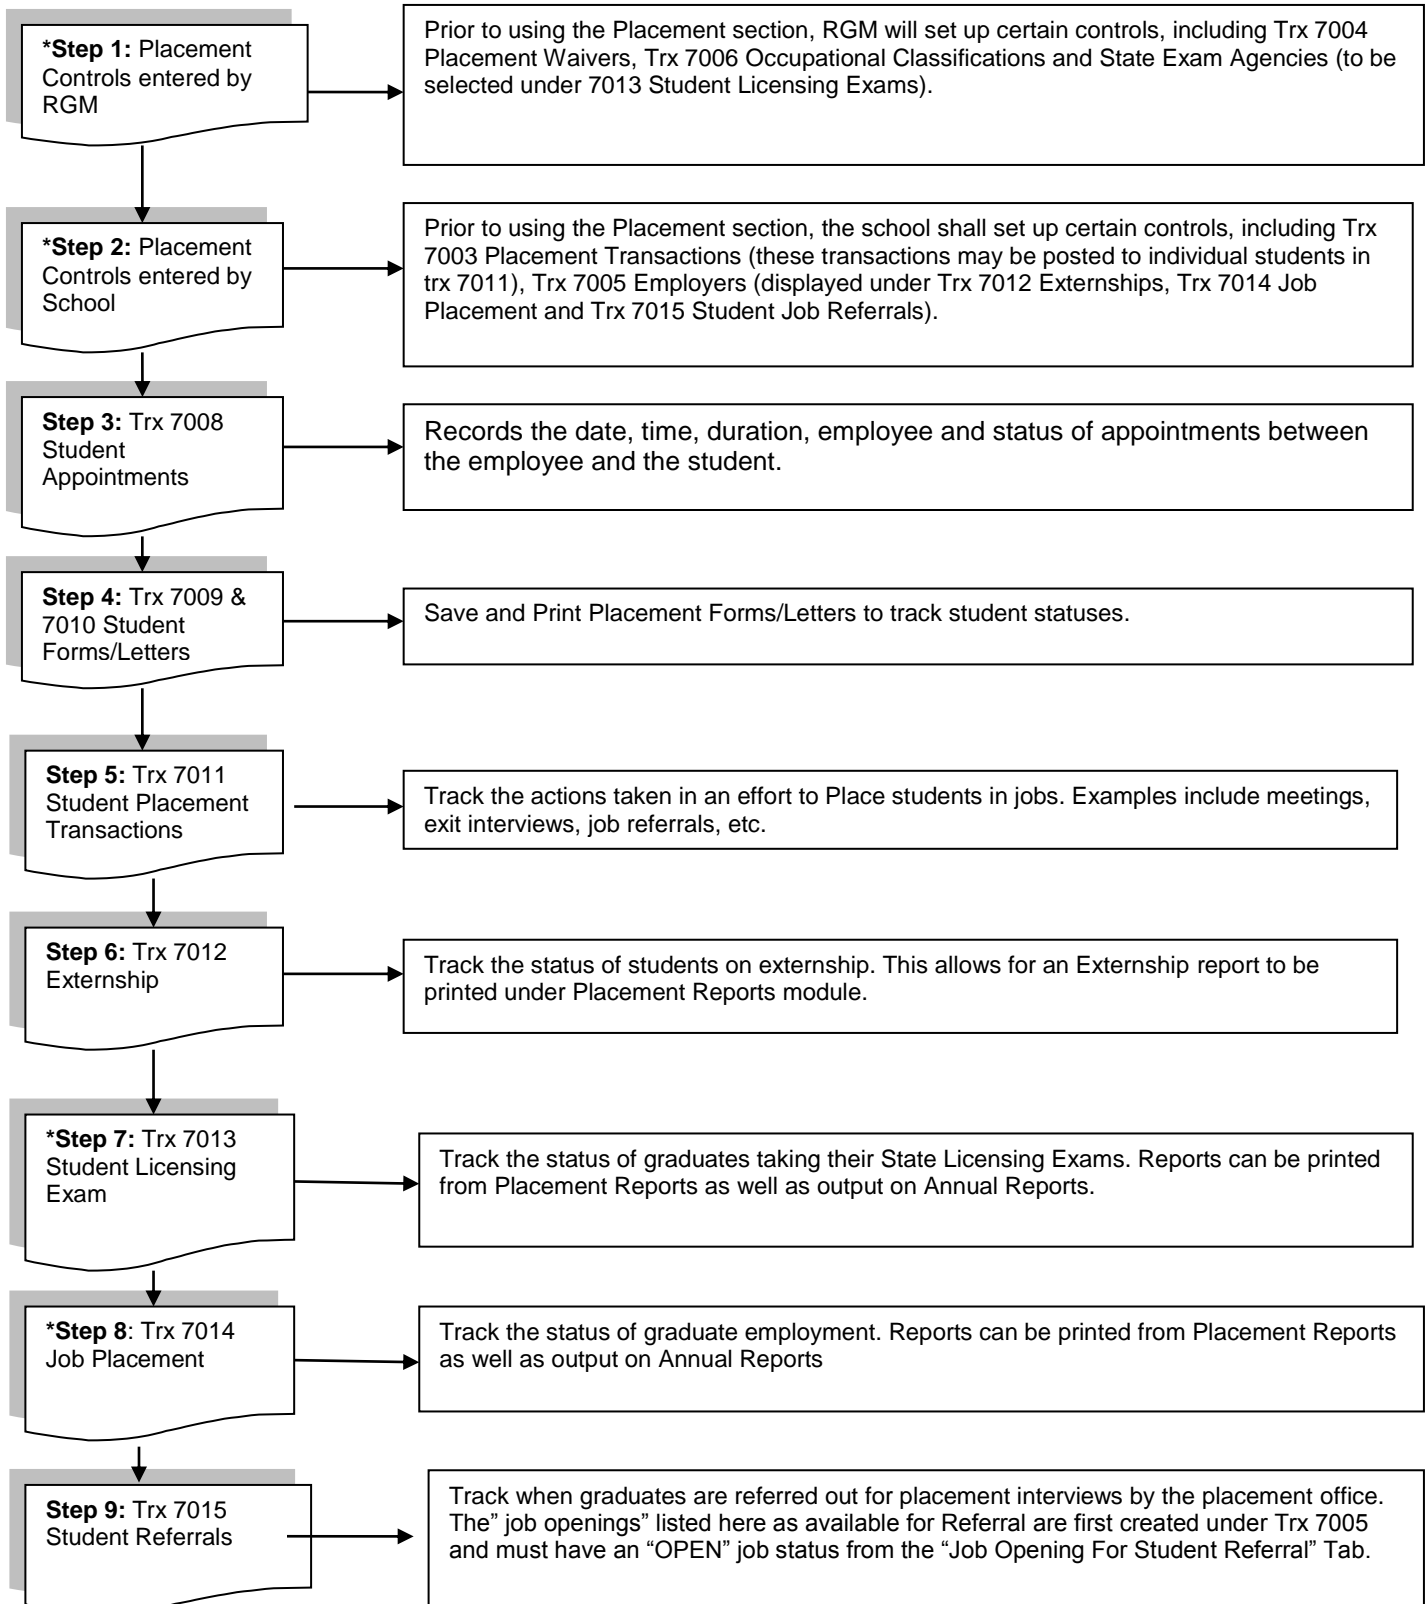 *Step 1: Placement
Controls entered by
RGM
Prior to using the Placement section, RGM will set up certain controls, including Trx 7004
Placement Waivers, Trx 7006 Occupational Classifications and State Exam Agencies (to be
selected under 7013 Student Licensing Exams).
*Step 2: Placement
Controls entered by
School
Prior to using the Placement section, the school shall set up certain controls, including Trx
7003 Placement Transactions (these transactions may be posted to individual students in
trx 7011), Trx 7005 Employers (displayed under Trx 7012 Externships, Trx 7014 Job
Placement and Trx 7015 Student Job Referrals).
Step 3: Trx 7008
Student
Appointments
Records the date, time, duration, employee and status of appointments between
the employee and the student.
Step 4: Trx 7009 &
7010 Student
Forms/Letters
Save and Print Placement Forms/Letters to track student statuses.
Step 5: Trx 7011
Student Placement
Transactions
Track the actions taken in an effort to Place students in jobs. Examples include meetings,
exit interviews, job referrals, etc.
Step 6: Trx 7012
Externship
Track the status of students on externship. This allows for an Externship report to be
printed under Placement Reports module.
*Step 7: Trx 7013
Student Licensing
Exam
Track the status of graduates taking their State Licensing Exams. Reports can be printed
from Placement Reports as well as output on Annual Reports.
*Step 8: Trx 7014
Job Placement
Track the status of graduate employment. Reports can be printed from Placement Reports
as well as output on Annual Reports
Step 9: Trx 7015
Student Referrals
Track when graduates are referred out for placement interviews by the placement office.
The” job openings” listed here as available for Referral are first created under Trx 7005
and must have an “OPEN” job status from the “Job Opening For Student Referral” Tab.